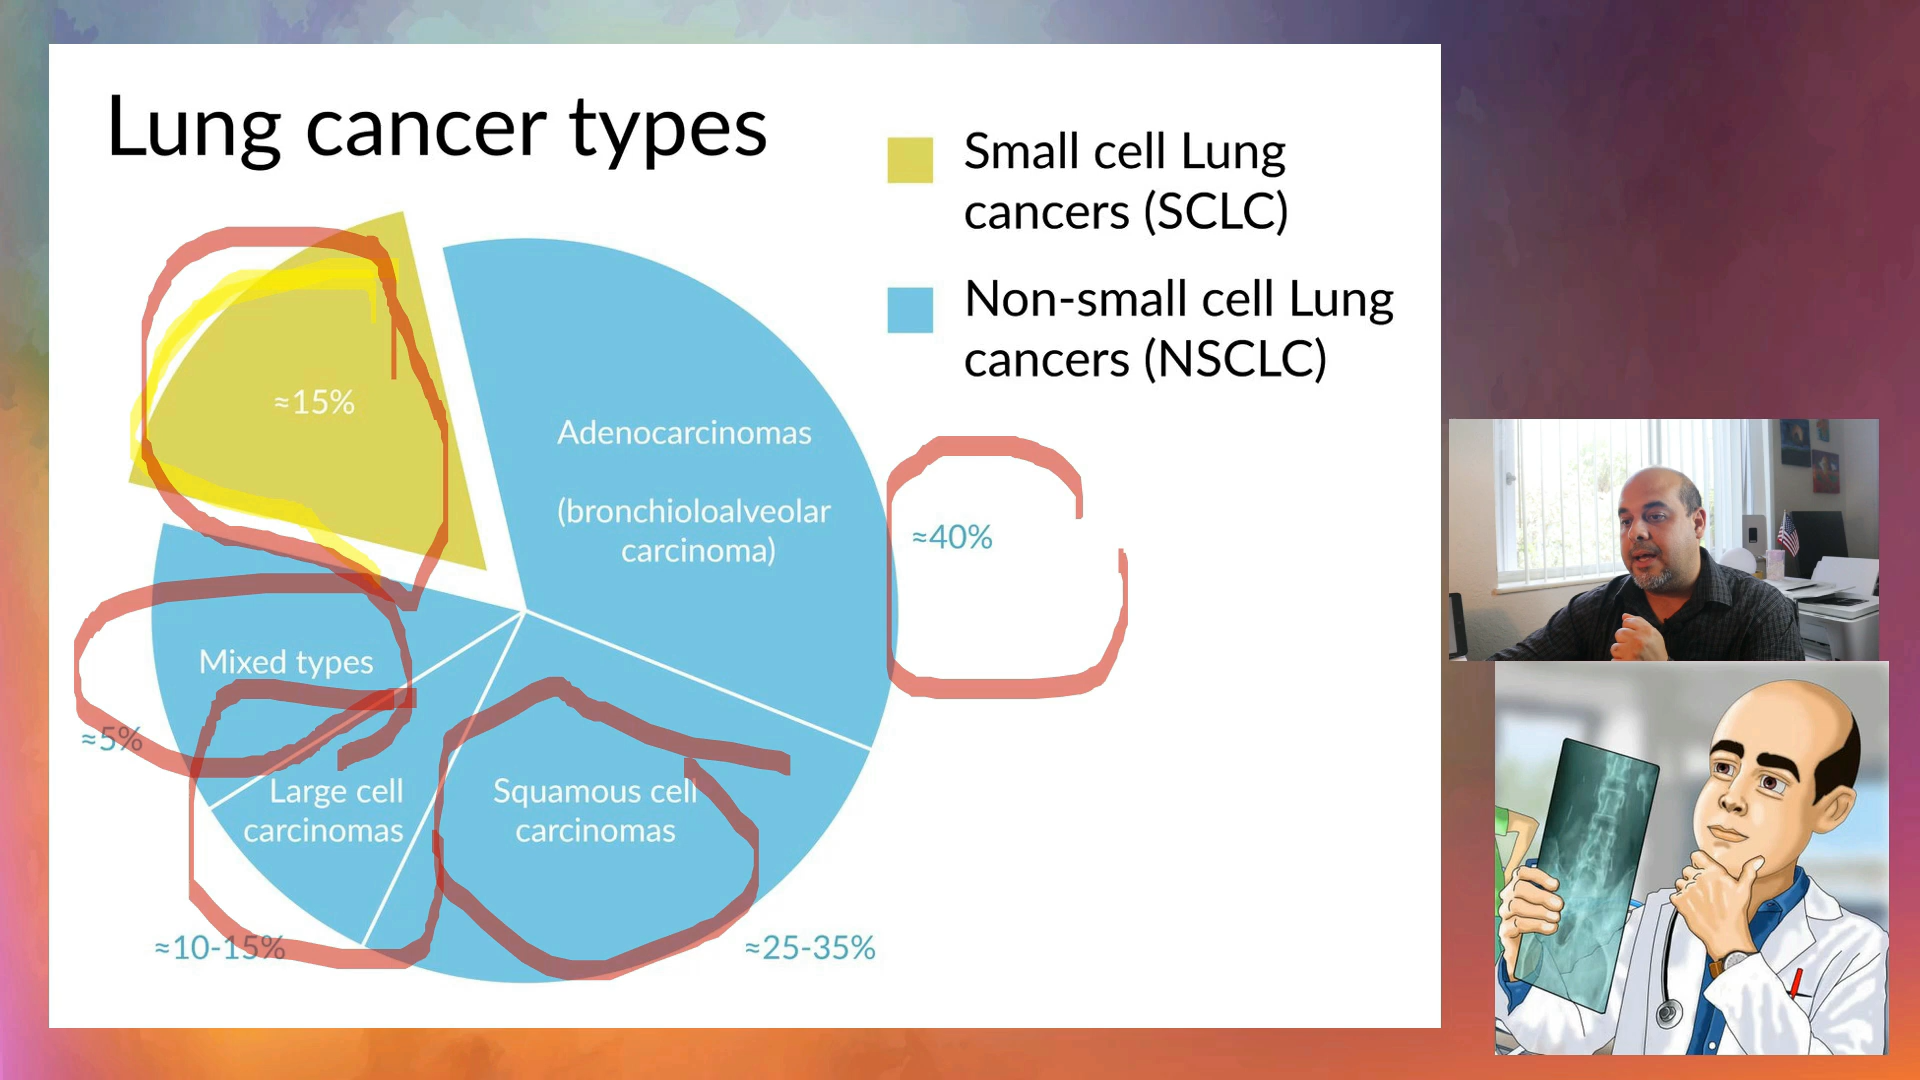 Lung cancer types
Small cell Lung
cancers (SCLC)
Non-small cell Lung
cancers (NSCLC)
≈15%
Adenocarcinomas
(bronchioloalveolar
carcinoma)
≈40%
Mixed types
≈5%
Large cell
carcinomas
≈10-15%
Squamous cell
carcinomas
≈25-35%